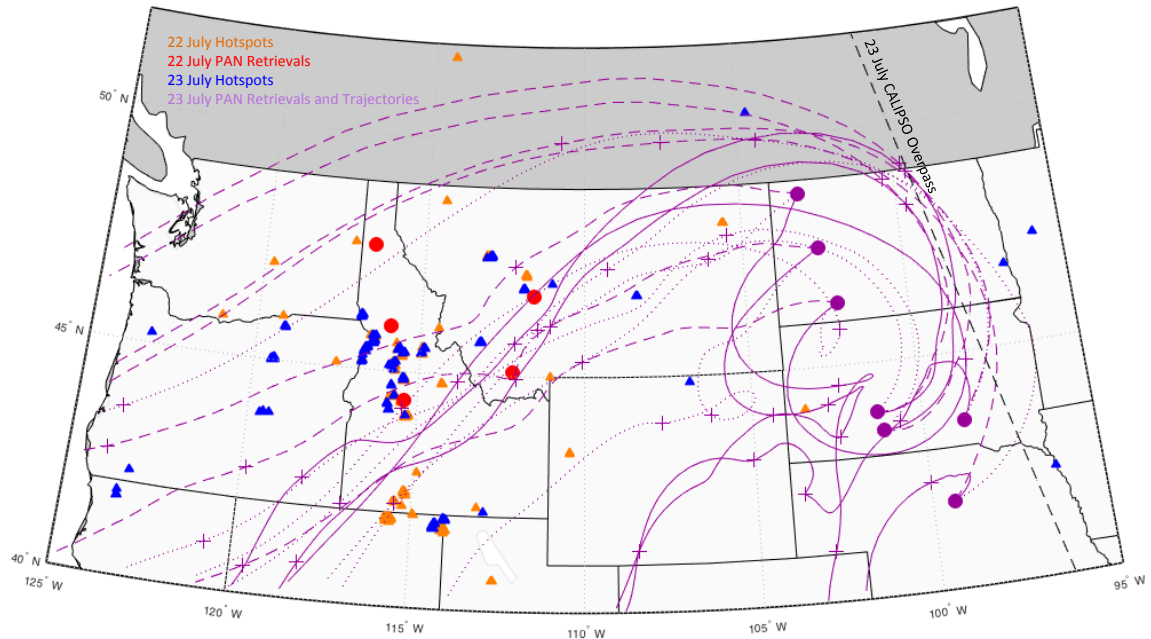 22 July Hotspots
22 July PAN Retrievals
23 July Hotspots
23 July PAN Retrievals and Trajectories
23 July CALIPSO Overpass
50° N
45° N
40° N
125° W
120° W
115° W
110° W
105° W
100° W
95° W